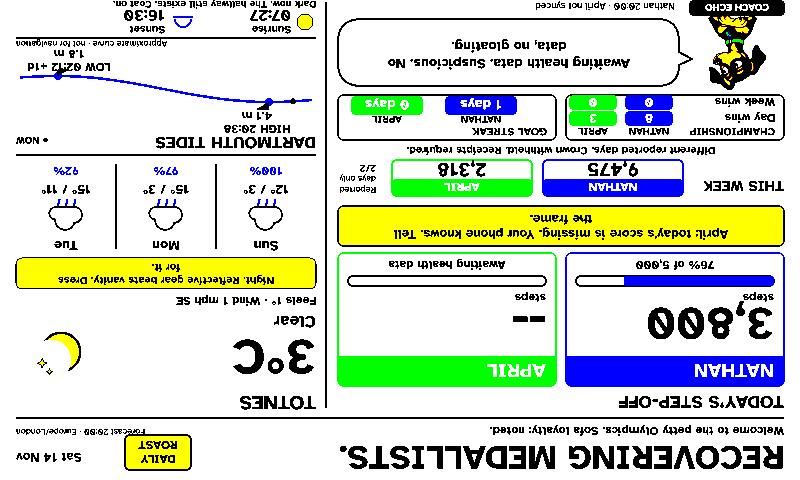 RECOVERING MEDALLISTS.
DAILY
ROAST
Sat 14 Nov
Welcome to the petty Olympics. Sofa loyalty: noted.
Forecast 20:00 · Europe/London
TODAY'S STEP-OFF
NATHAN
3,800
steps
76% of 5,000
APRIL
--
steps
Awaiting health data
April: today's score is missing. Your phone knows. Tell
the frame.
THIS WEEK
NATHAN
9,475
APRIL
2,318
Reported
days only
2/2
Different reported days. Crown withheld. Receipts required.
CHAMPIONSHIP
NATHAN
APRIL
Day wins
8
3
Week wins
0
0
GOAL STREAK
NATHAN
1 days
APRIL
0 days
Awaiting health data. Suspicious. No
data, no gloating.
COACH ECHO
Nathan 20:00 · April not synced
TOTNES
3°C
Clear
Feels 1° · Wind 1 mph SE
Night. Reflective gear beats vanity. Dress
for it.
Sun
12° / 3°
100%
Mon
15° / 3°
97%
Tue
15° / 11°
92%
DARTMOUTH TIDES
• NOW
HIGH 20:38
4.1 m
LOW 02:12 +1d
1.8 m
Approximate curve · not for navigation
Sunrise
07:27
Sunset
16:30
Dark now. The hallway still exists. Coat on.